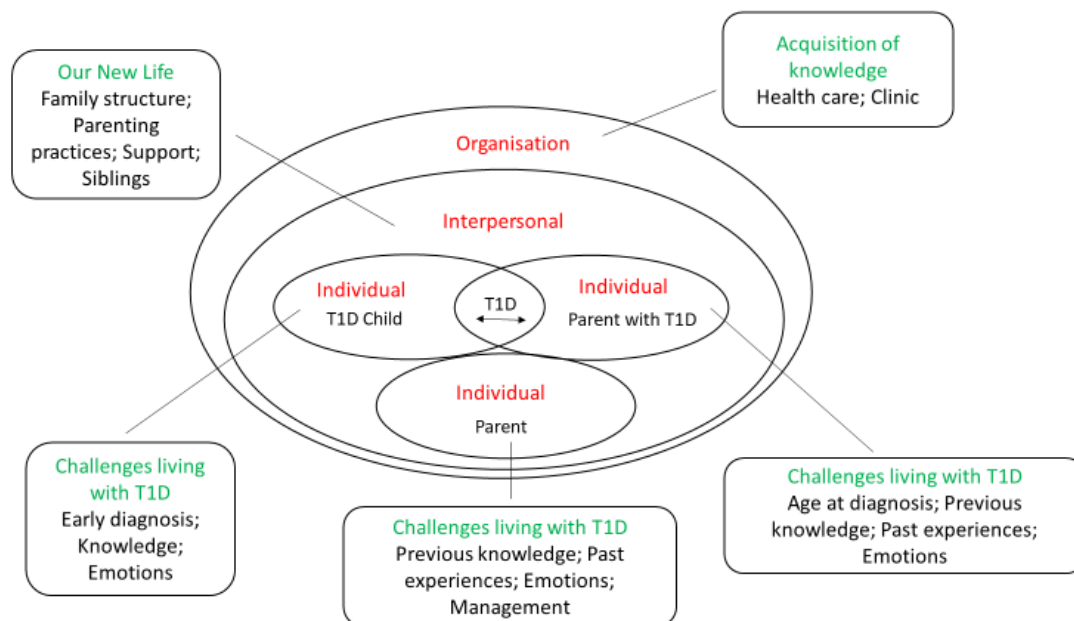 Our New Life
Family structure;
Parenting
practices; Support;
Siblings
Acquisition of
knowledge
Health care; Clinic
Organisation
Interpersonal
Individual
T1D Child
T1D
Individual
Parent with T1D
Individual
Parent
Challenges living
with T1D
Early diagnosis;
Knowledge;
Emotions
Challenges living with T1D
Previous knowledge; Past
experiences; Emotions;
Management
Challenges living with T1D
Age at diagnosis; Previous
knowledge; Past experiences;
Emotions